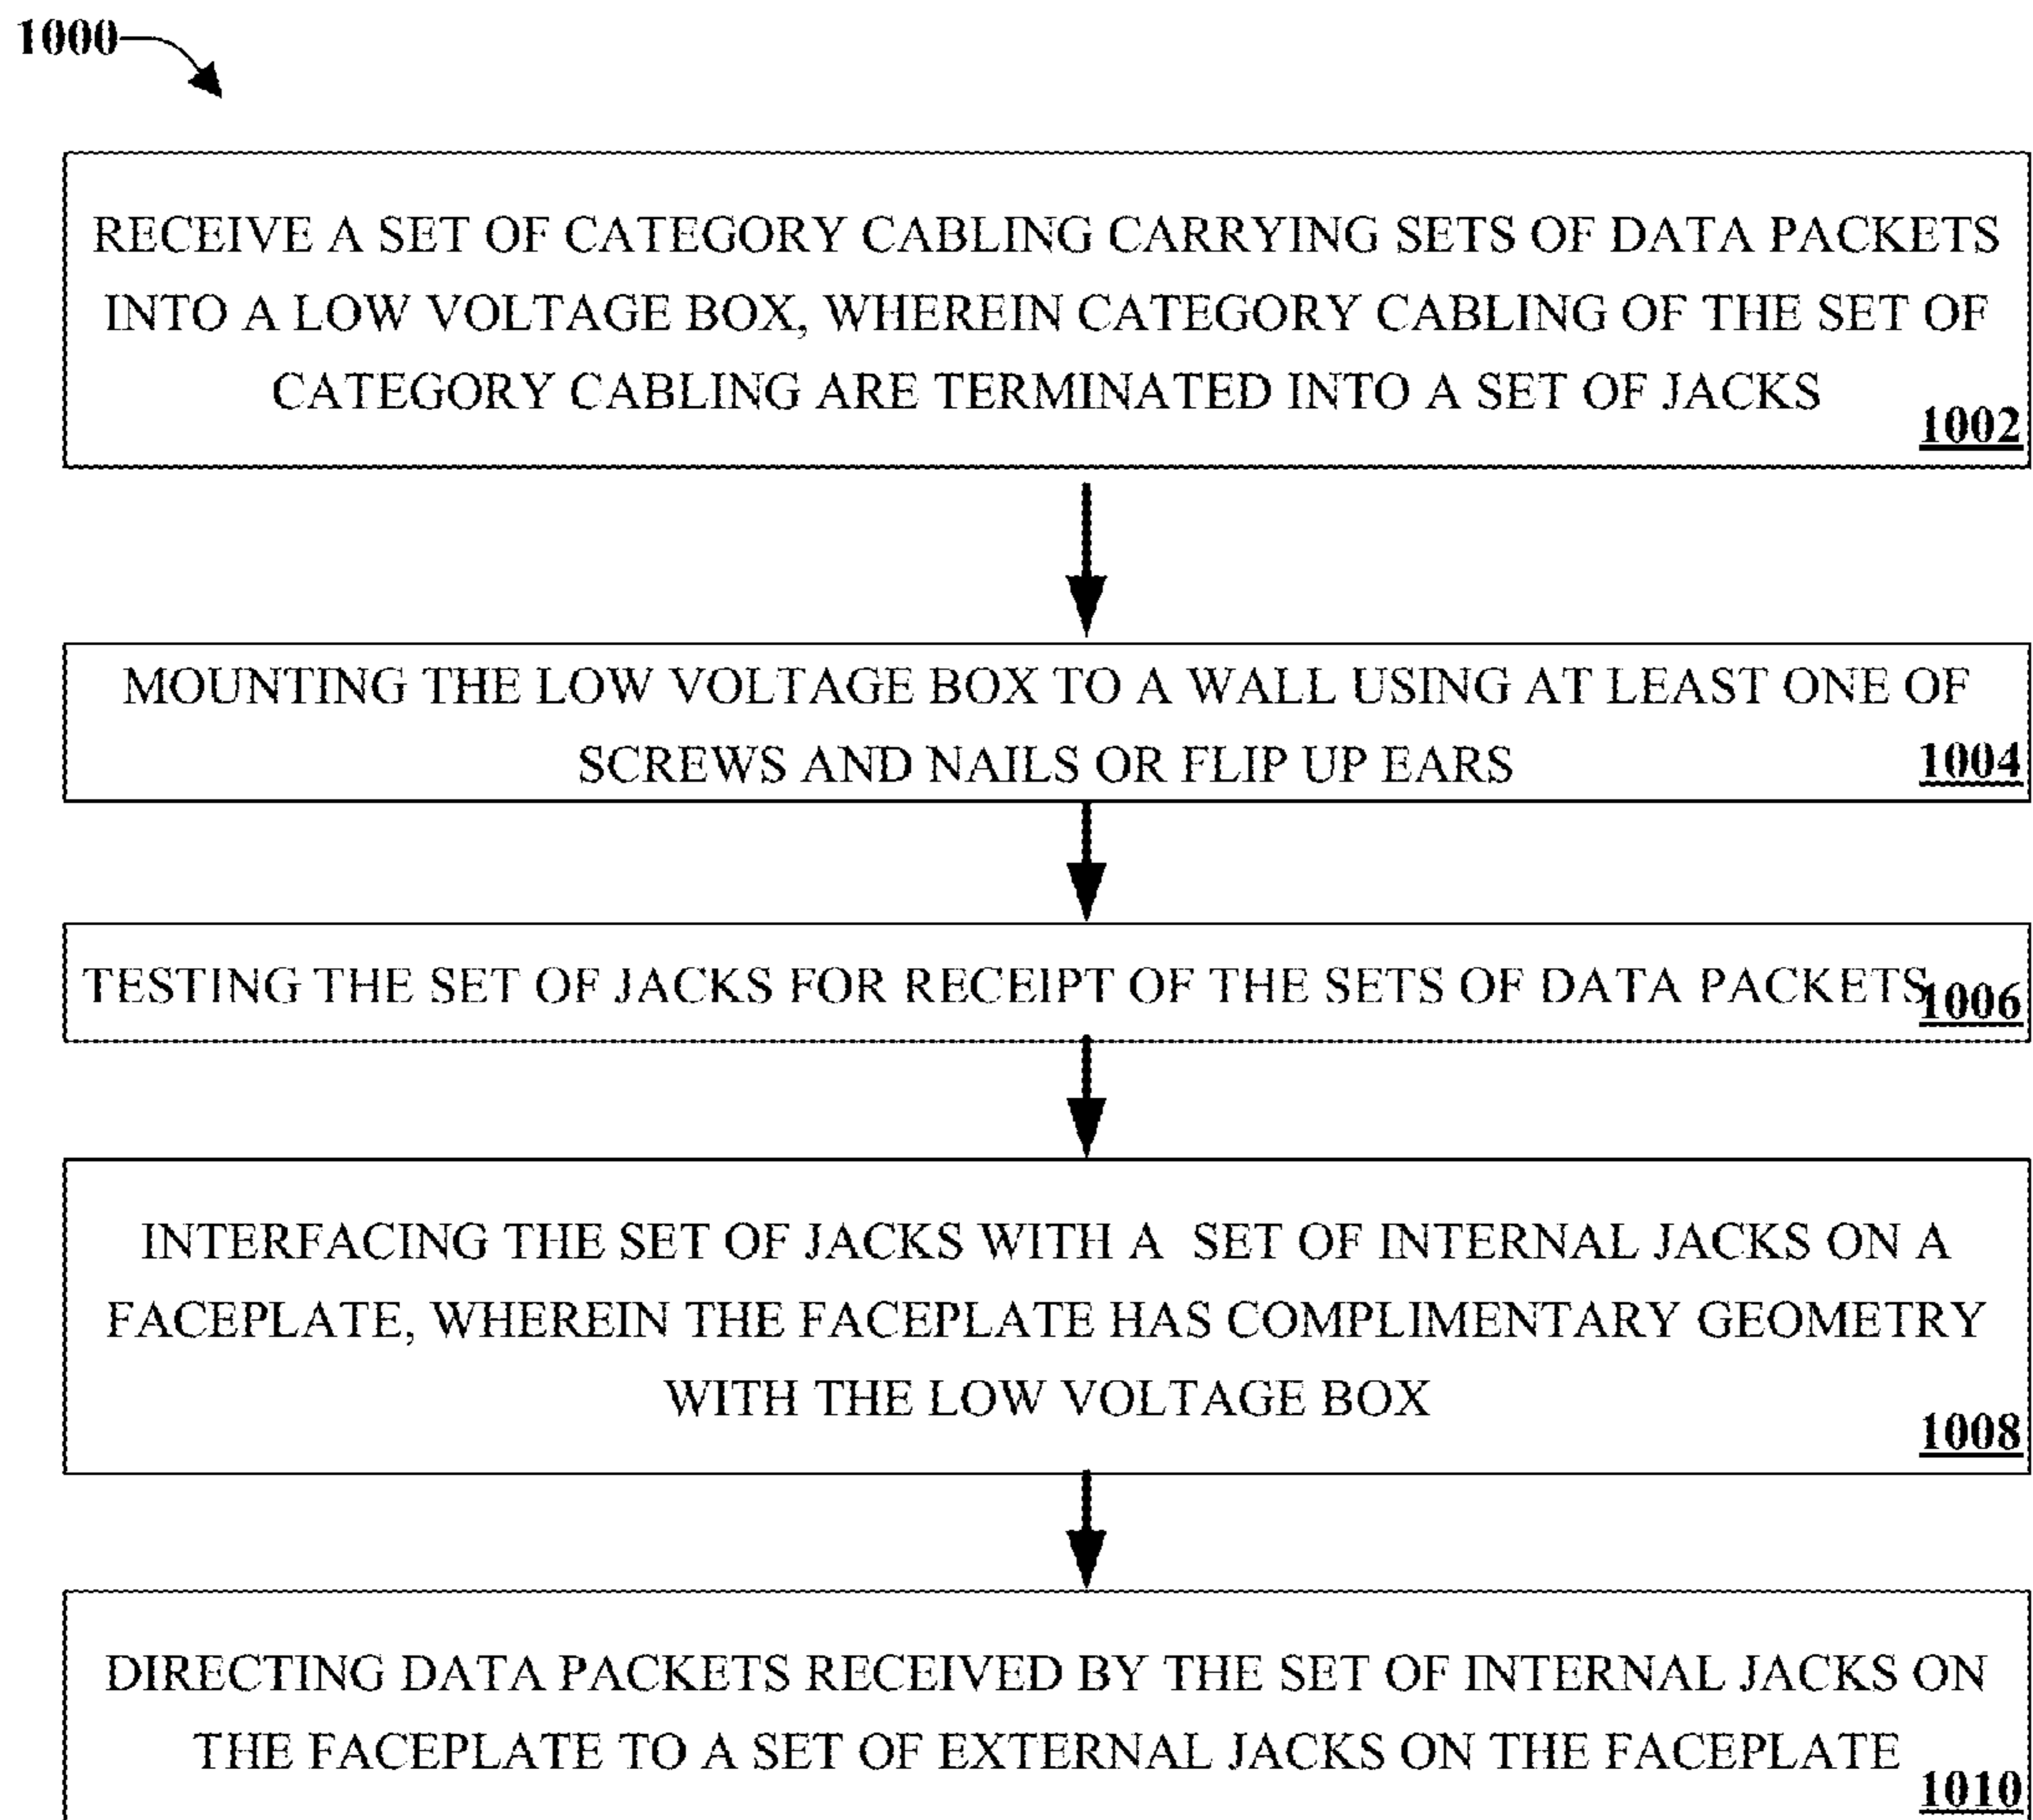 1000
RECEIVE A SET OF CATEGORY CABLING CARRYING SETS OF DATA PACKETS
INTO A LOW VOLTAGE BOX, WHEREIN CATEGORY CABLING OF THE SET OF
CATEGORY CABLING ARE TERMINATED INTO A SET OF JACKS
1002
MOUNTING THE LOW VOLTAGE BOX TO A WALL USING AT LEAST ONE OF
SCREWS AND NAILS OR FLIP UP EARS
1004
TESTING THE SET OF JACKS FOR RECEIPT OF THE SETS OF DATA PACKETS
1006
INTERFACING THE SET OF JACKS WITH A SET OF INTERNAL JACKS ON A
FACEPLATE, WHEREIN THE FACEPLATE HAS COMPLIMENTARY GEOMETRY
WITH THE LOW VOLTAGE BOX
1008
DIRECTING DATA PACKETS RECEIVED BY THE SET OF INTERNAL JACKS ON
THE FACEPLATE TO A SET OF EXTERNAL JACKS ON THE FACEPLATE
1010